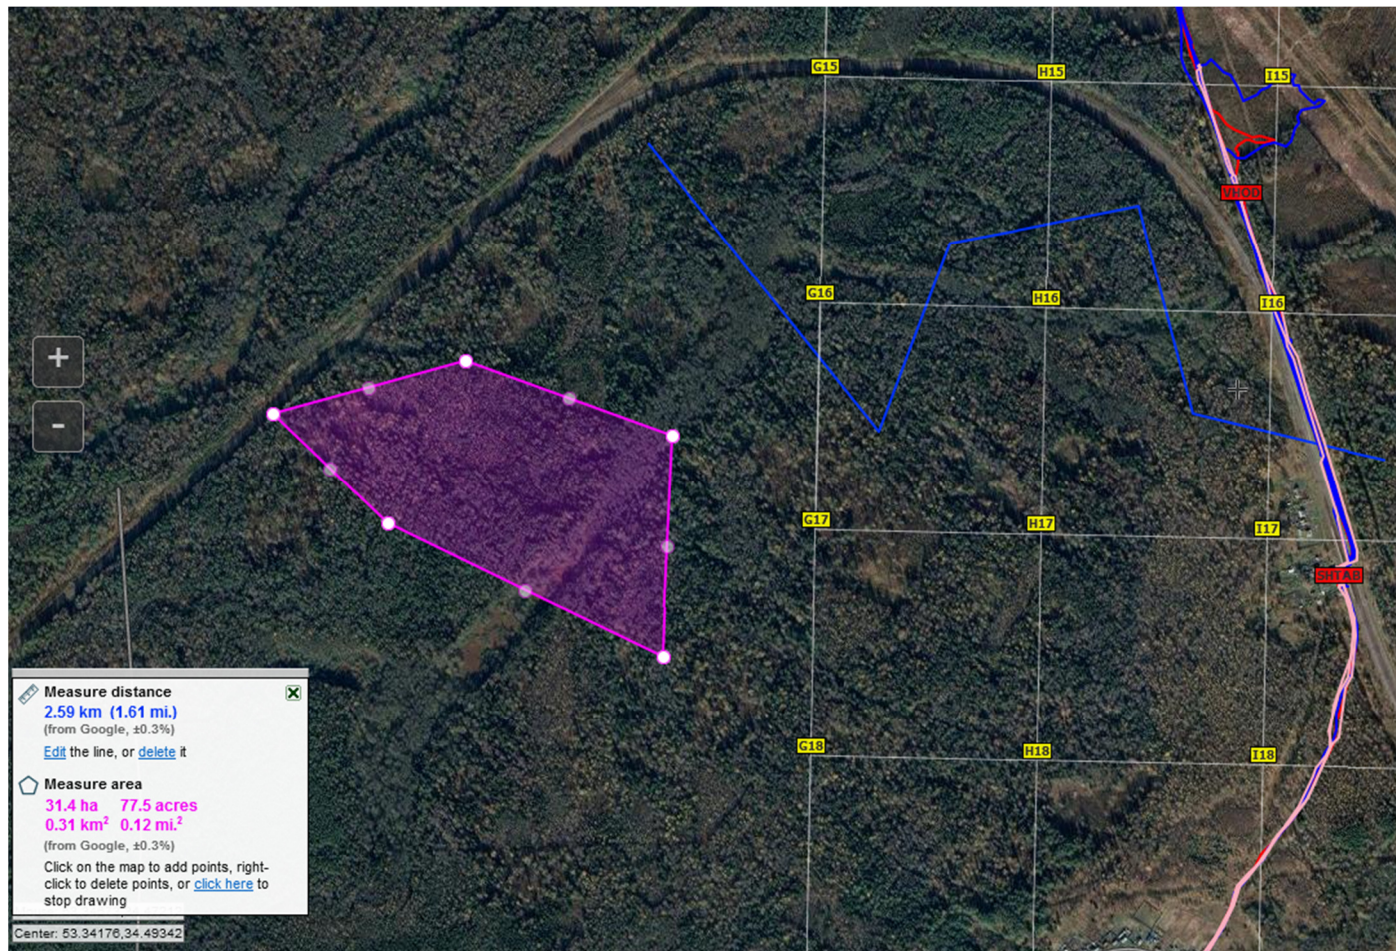 G15
H15
I15
VHOD
G16
H16
I16
+
-
G17
H17
I17
SHTAB
G18
H18
I18
Measure distance
2.59 km (1.61 mi.)
(from Google, ±0.3%)
Edit the line, or delete it
Measure area
31.4 ha 77.5 acres
0.31 km² 0.12 mi.²
(from Google, ±0.3%)
Click on the map to add points, right-
click to delete points, or click here to
stop drawing
Center: 53.34176,34.49342